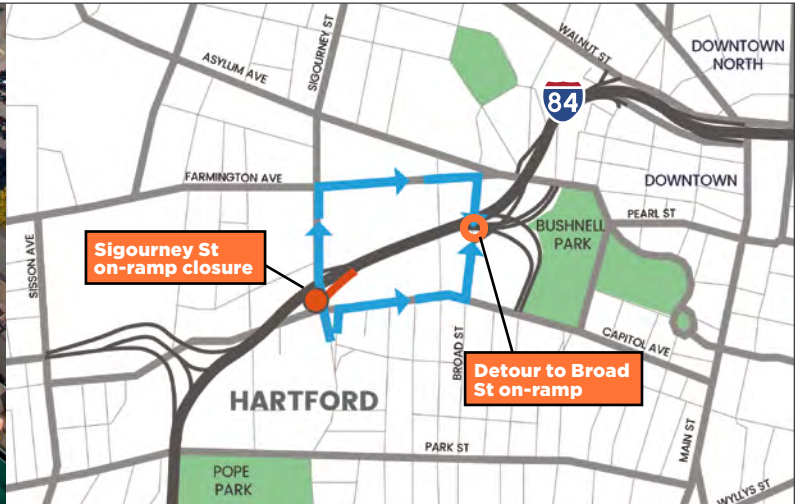 WALNUT ST
DOWNTOWN
NORTH
ASYLUM AVE
SIGOURNEY ST
84
FARMINGTON AVE
DOWNTOWN
PEARL ST
BUSHNELL
PARK
SISSON AVE
Sigourney St
on-ramp closure
BROAD ST
CAPITOL AVE
Detour to Broad
St on-ramp
HARTFORD
MAIN ST
PARK ST
POPE
PARK
WYLLYS ST